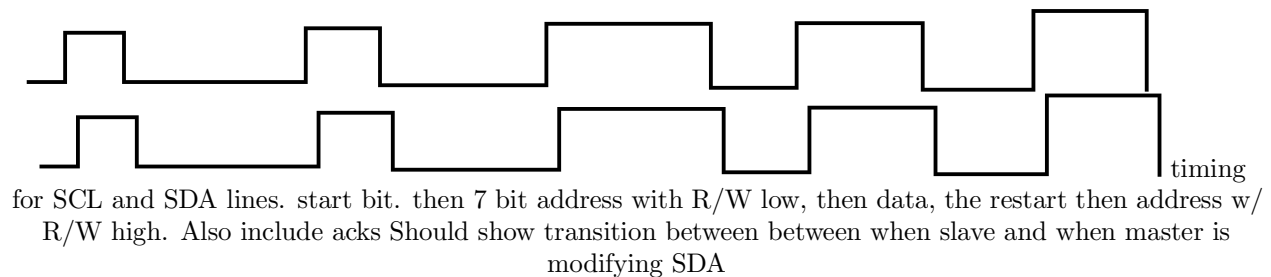 timing
for SCL and SDA lines. start bit. then 7 bit address with R/W low, then data, the restart then address w/
R/W high. Also include acks Should show transition between between when slave and when master is
modifying SDA